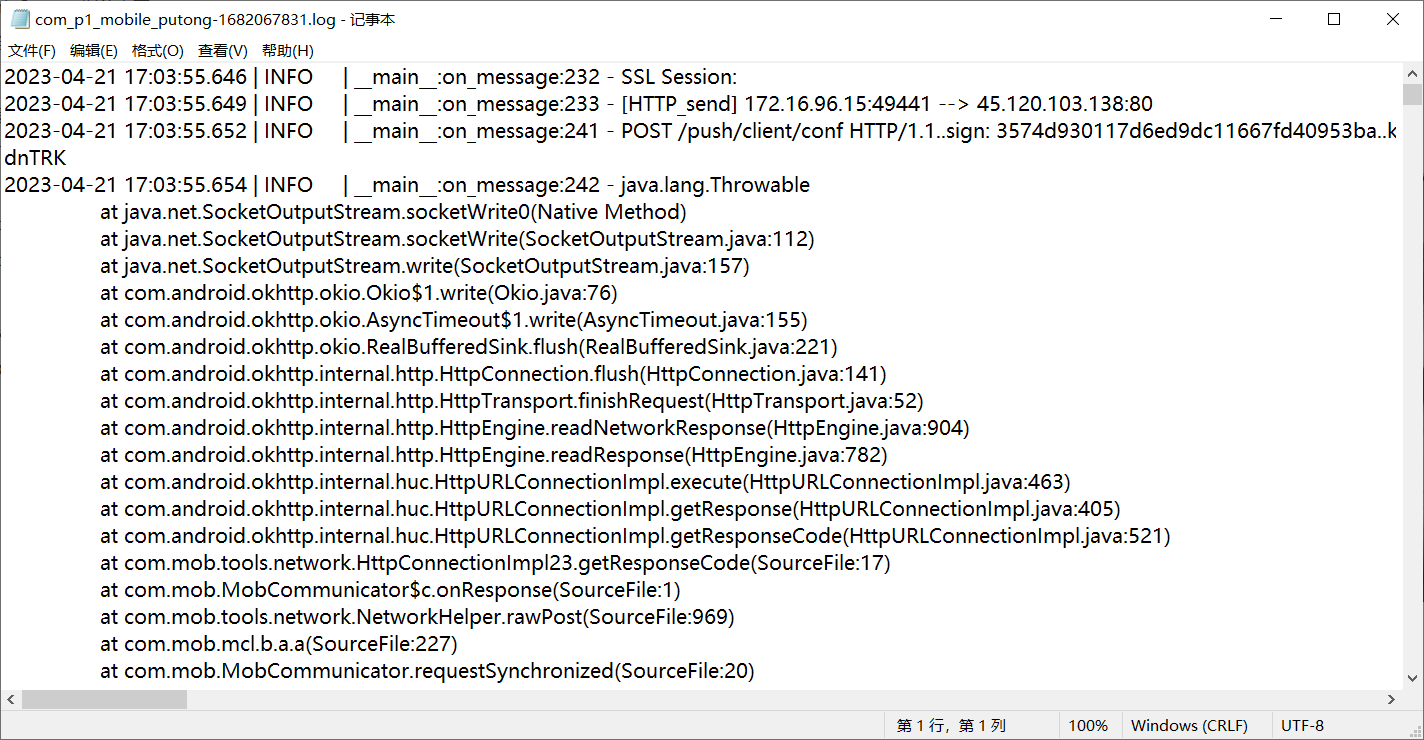 com_p1_mobile_putong-1682067831.log - 记事本
文件(F) 编辑(E) 格式(O) 查看(V) 帮助(H)
2023-04-21 17:03:55.646 | INFO | __main__:on_message:232 - SSL Session:
2023-04-21 17:03:55.649 | INFO | __main__:on_message:233 - [HTTP_send] 172.16.96.15:49441 --> 45.120.103.138:80
2023-04-21 17:03:55.652 | INFO | __main__:on_message:241 - POST /push/client/conf HTTP/1.1..sign: 3574d930117d6ed9dc11667fd40953ba..k
dnTRK
2023-04-21 17:03:55.654 | INFO | __main__:on_message:242 - java.lang.Throwable
at java.net.SocketOutputStream.socketWrite0(Native Method)
at java.net.SocketOutputStream.socketWrite(SocketOutputStream.java:112)
at java.net.SocketOutputStream.write(SocketOutputStream.java:157)
at com.android.okhttp.okio.Okio$1.write(Okio.java:76)
at com.android.okhttp.okio.AsyncTimeout$1.write(AsyncTimeout.java:155)
at com.android.okhttp.okio.RealBufferedSink.flush(RealBufferedSink.java:221)
at com.android.okhttp.internal.http.HttpConnection.flush(HttpConnection.java:141)
at com.android.okhttp.internal.http.HttpTransport.finishRequest(HttpTransport.java:52)
at com.android.okhttp.internal.http.HttpEngine.readNetworkResponse(HttpEngine.java:904)
at com.android.okhttp.internal.http.HttpEngine.readResponse(HttpEngine.java:782)
at com.android.okhttp.internal.huc.HttpURLConnectionImpl.execute(HttpURLConnectionImpl.java:463)
at com.android.okhttp.internal.huc.HttpURLConnectionImpl.getResponse(HttpURLConnectionImpl.java:405)
at com.android.okhttp.internal.huc.HttpURLConnectionImpl.getResponseCode(HttpURLConnectionImpl.java:521)
at com.mob.tools.network.HttpConnectionImpl23.getResponseCode(SourceFile:17)
at com.mob.MobCommunicator$c.onResponse(SourceFile:1)
at com.mob.tools.network.NetworkHelper.rawPost(SourceFile:969)
at com.mob.mcl.b.a.a(SourceFile:227)
at com.mob.MobCommunicator.requestSynchronized(SourceFile:20)
第 1 行，第 1 列 100% Windows (CRLF) UTF-8